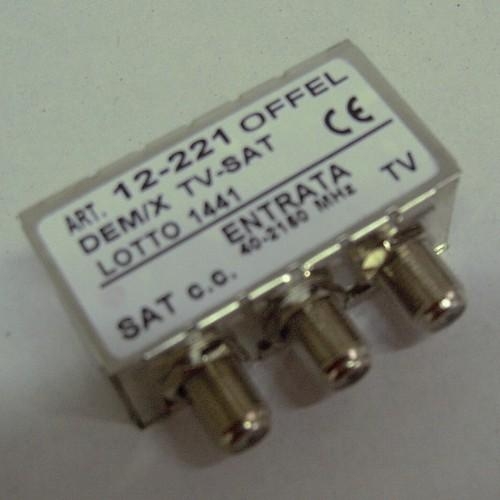 ART. 12-221 OFFEL
DEM/X TV-SAT CE
LOTTO 1441
ENTRATA
40-2150 MHz
SAT c.c. TV